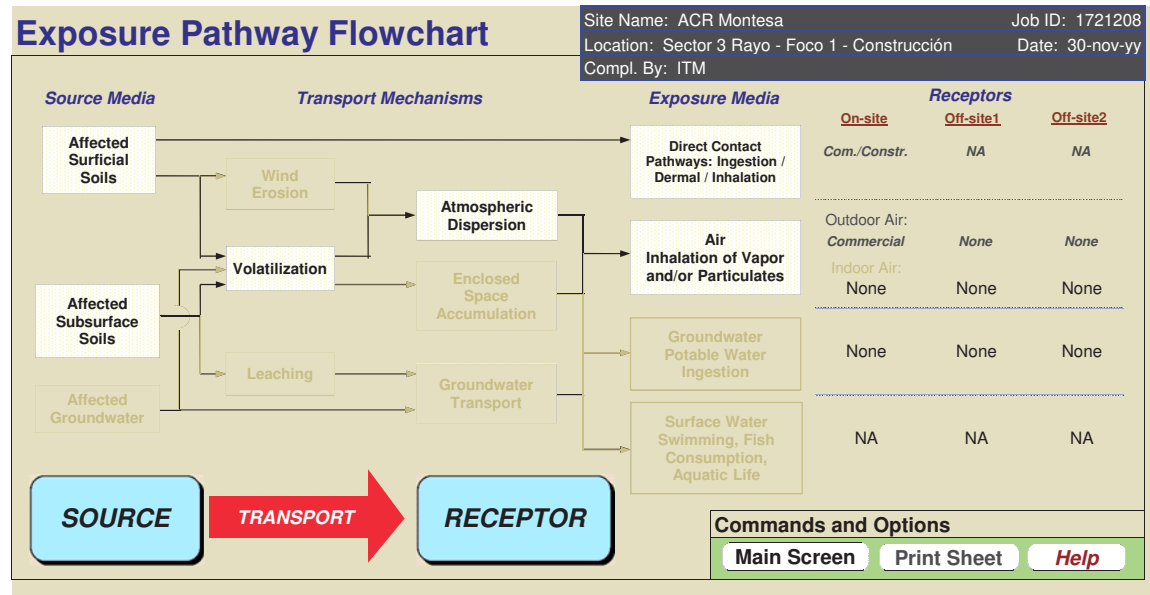 Exposure Pathway Flowchart
Site Name: ACR Montesa Job ID: 1721208
Location: Sector 3 Rayo - Foco 1 - Construcción Date: 30-nov-yy
Compl. By: ITM
Source Media
Transport Mechanisms
Exposure Media
Receptors
On-site Off-site1 Off-site2
Affected
Surficial
Soils
Wind
Erosion
Volatilization
Affected
Subsurface
Soils
Leaching
Affected
Groundwater
Atmospheric
Dispersion
Enclosed
Space
Accumulation
Groundwater
Transport
Direct Contact
Pathways: Ingestion /
Dermal / Inhalation
Com./Constr. NA NA
Air
Inhalation of Vapor
and/or Particulates
Outdoor Air:
Commercial None None
Indoor Air:
None None None
Groundwater
Potable Water
Ingestion
None None None
Surface Water
Swimming, Fish
Consumption,
Aquatic Life
NA NA NA
SOURCE
TRANSPORT
RECEPTOR
Commands and Options
Main Screen Print Sheet Help